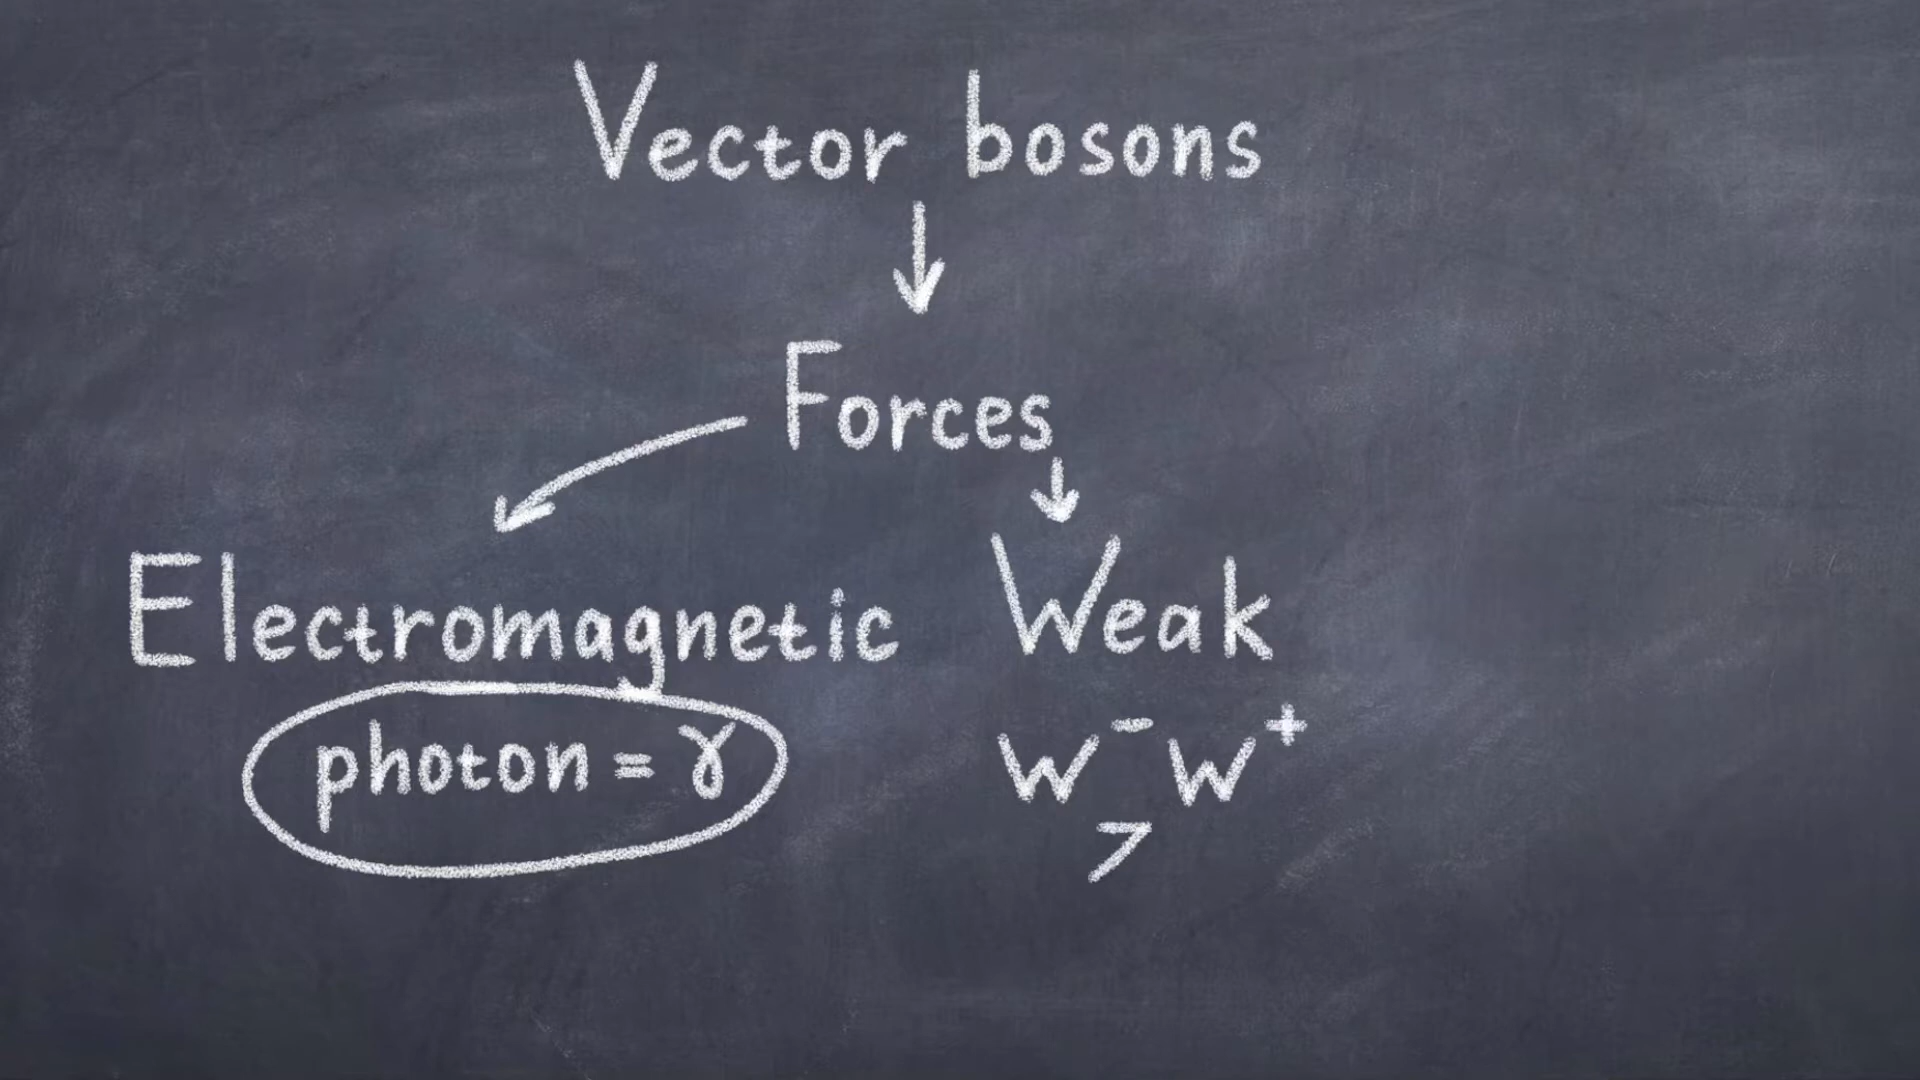 Vector bosons
Forces
Electromagnetic Weak
photon = γ W⁻ W⁺